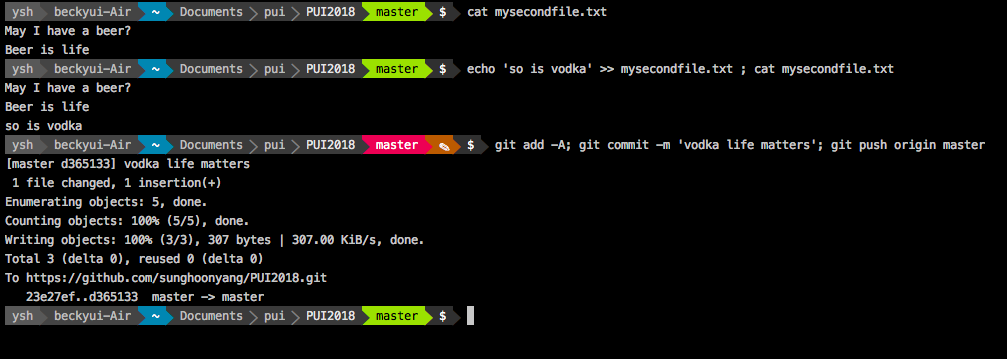 ysh beckyui-Air ~ Documents pui PUI2018 master $ cat mysecondfile.txt
May I have a beer?
Beer is life
ysh beckyui-Air ~ Documents pui PUI2018 master $ echo 'so is vodka' >> mysecondfile.txt ; cat mysecondfile.txt
May I have a beer?
Beer is life
so is vodka
ysh beckyui-Air ~ Documents pui PUI2018 master ✎ $ git add -A; git commit -m 'vodka life matters'; git push origin master
[master d365133] vodka life matters
 1 file changed, 1 insertion(+)
Enumerating objects: 5, done.
Counting objects: 100% (5/5), done.
Writing objects: 100% (3/3), 307 bytes | 307.00 KiB/s, done.
Total 3 (delta 0), reused 0 (delta 0)
To https://github.com/sunghoonyang/PUI2018.git
   23e27ef..d365133  master -> master
ysh beckyui-Air ~ Documents pui PUI2018 master $